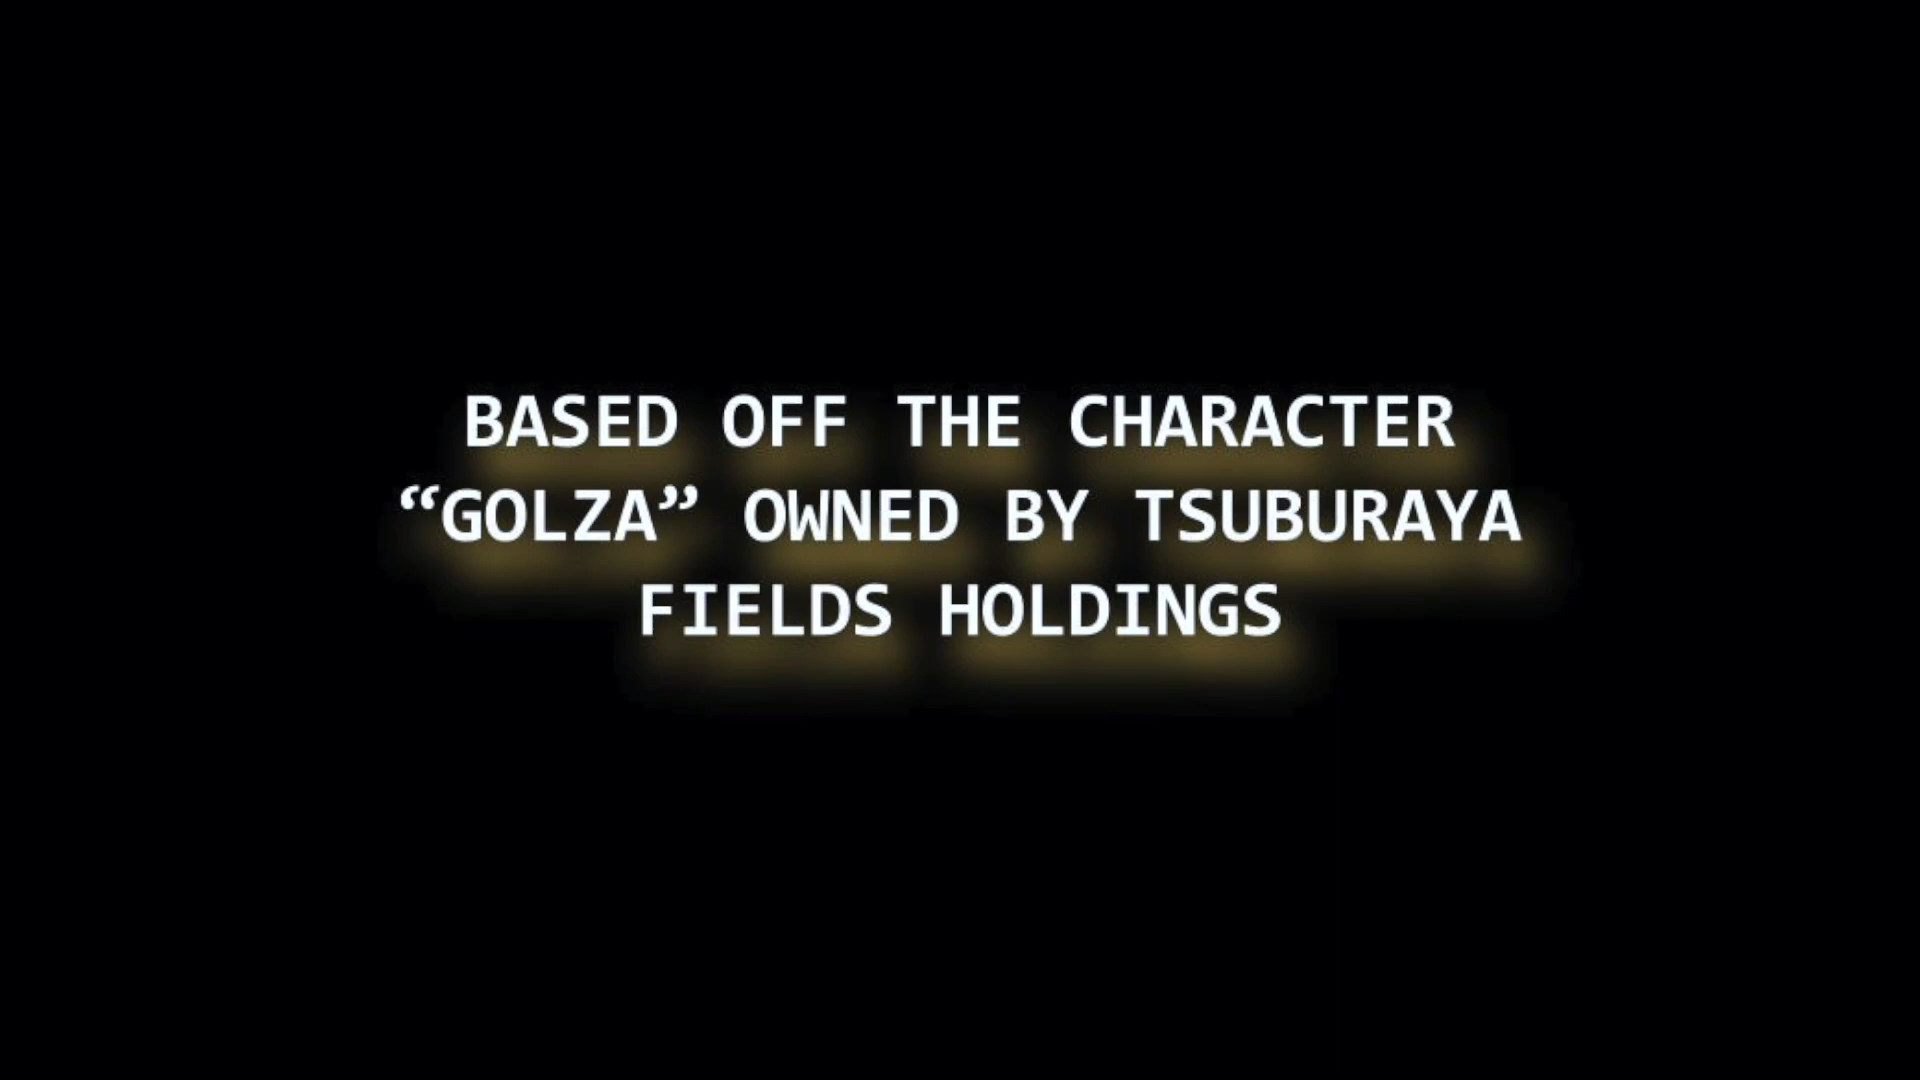 BASED OFF THE CHARACTER
“GOLZA” OWNED BY TSUBURAYA
FIELDS HOLDINGS